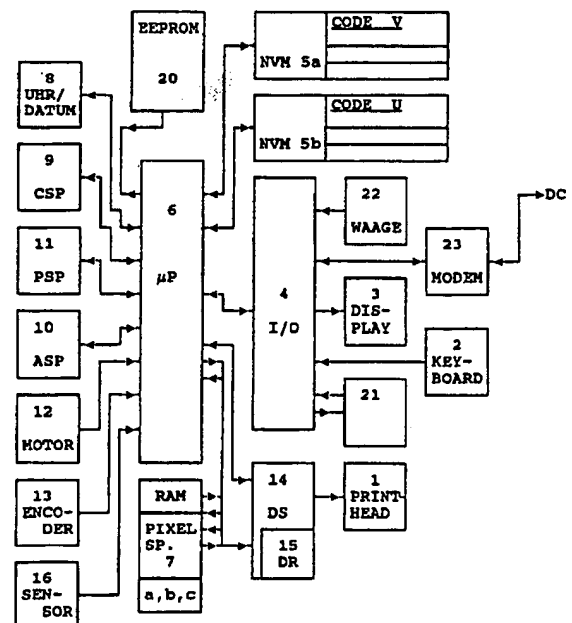 EEPROM
20
CODE V
NVM 5a
CODE U
NVM 5b
8
UHR/
DATUM
9
CSP
11
PSP
10
ASP
12
MOTOR
13
ENCO-
DER
16
SEN-
SOR
6
µP
4
I/O
22
WAAGE
DC
23
MODEM
3
DIS-
PLAY
2
KEY-
BOARD
21
RAM
PIXEL
SP.
7
a,b,c
14
DS
15
DR
1
PRINT-
HEAD